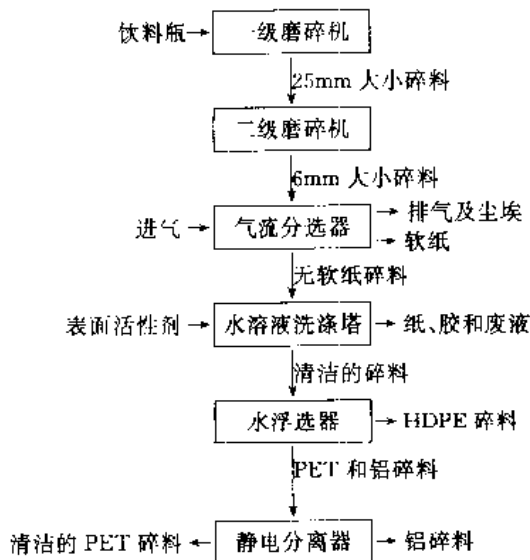 饮料瓶 一级磨碎机
25mm 大小碎料
二级磨碎机
6mm 大小碎料
进气 气流分选器 排气及尘埃
软纸
无软纸碎料
表面活性剂 水溶液洗涤塔 纸、胶和废液
清洁的碎料
水浮选器 HDPE 碎料
PET 和铝碎料
清洁的 PET 碎料 静电分离器 铝碎料